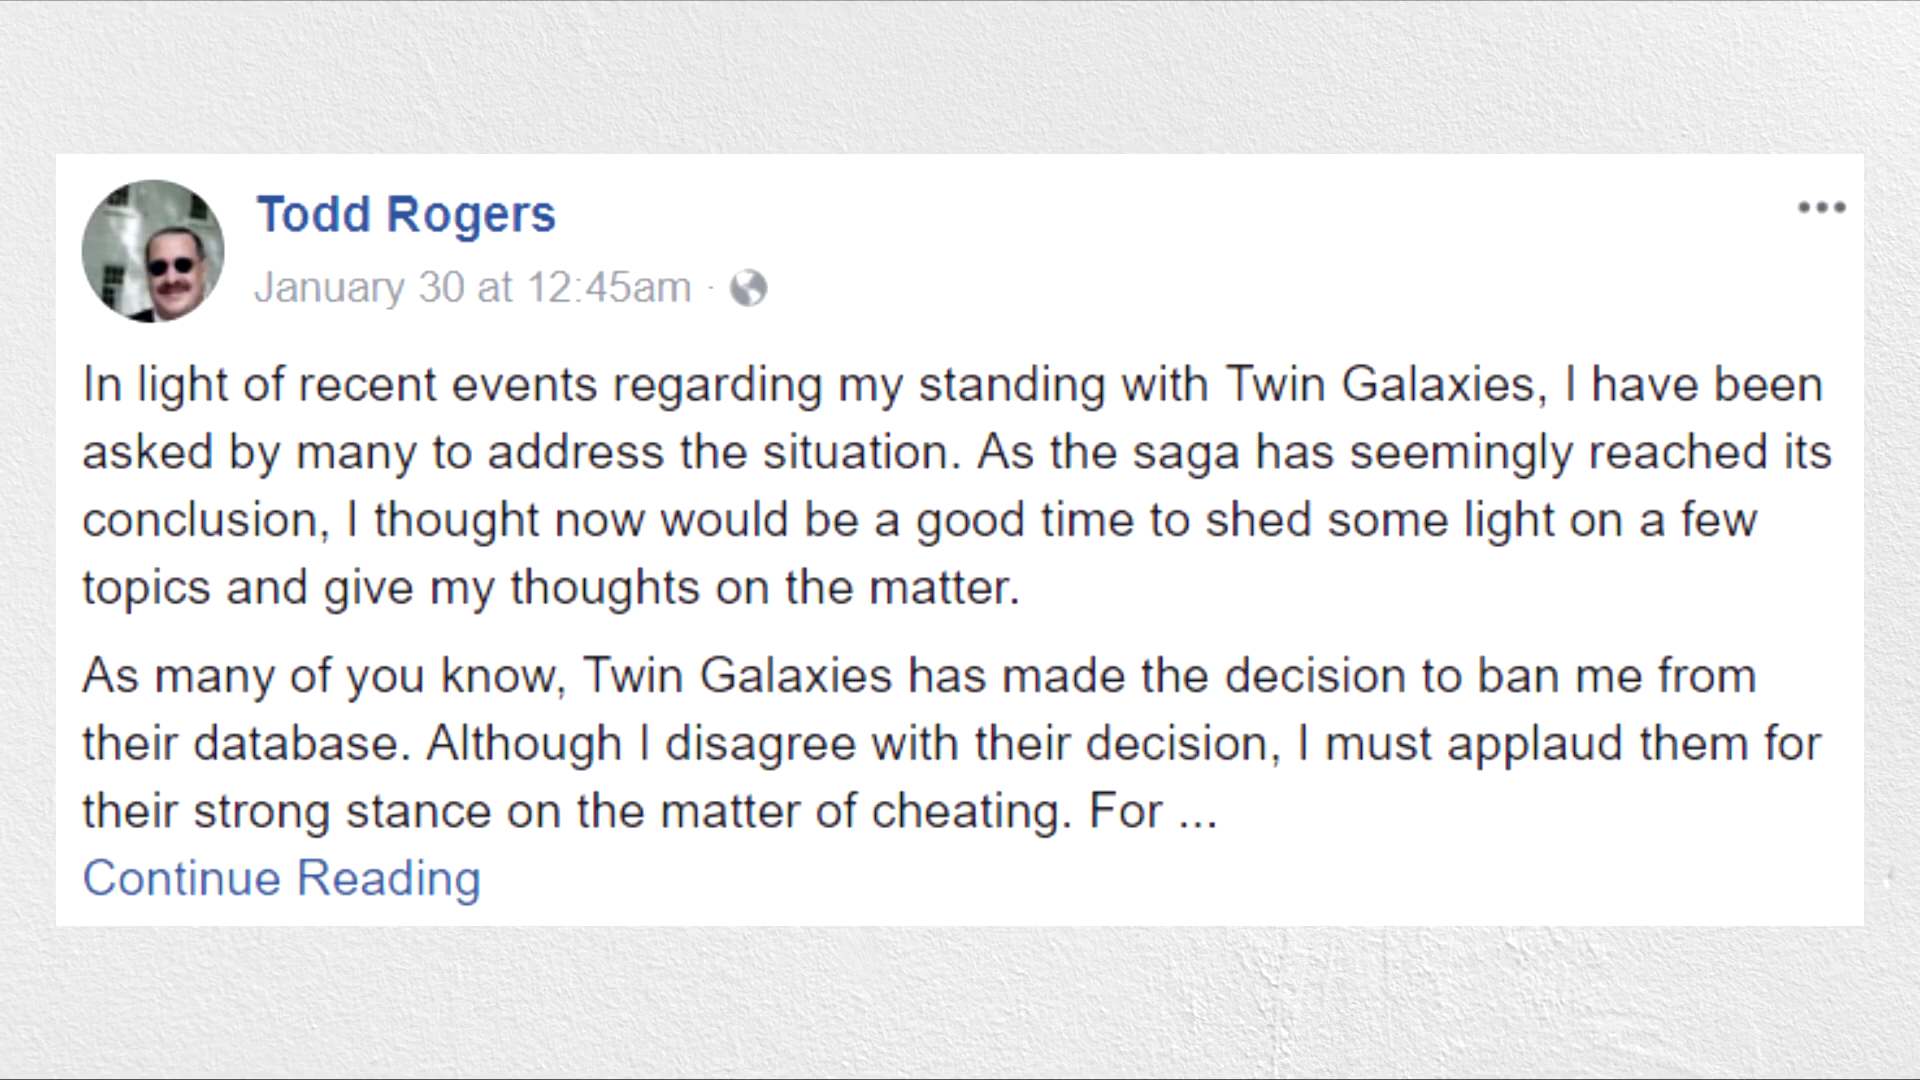 Todd Rogers
January 30 at 12:45am ·
In light of recent events regarding my standing with Twin Galaxies, I have been
asked by many to address the situation. As the saga has seemingly reached its
conclusion, I thought now would be a good time to shed some light on a few
topics and give my thoughts on the matter.
As many of you know, Twin Galaxies has made the decision to ban me from
their database. Although I disagree with their decision, I must applaud them for
their strong stance on the matter of cheating. For ...
Continue Reading